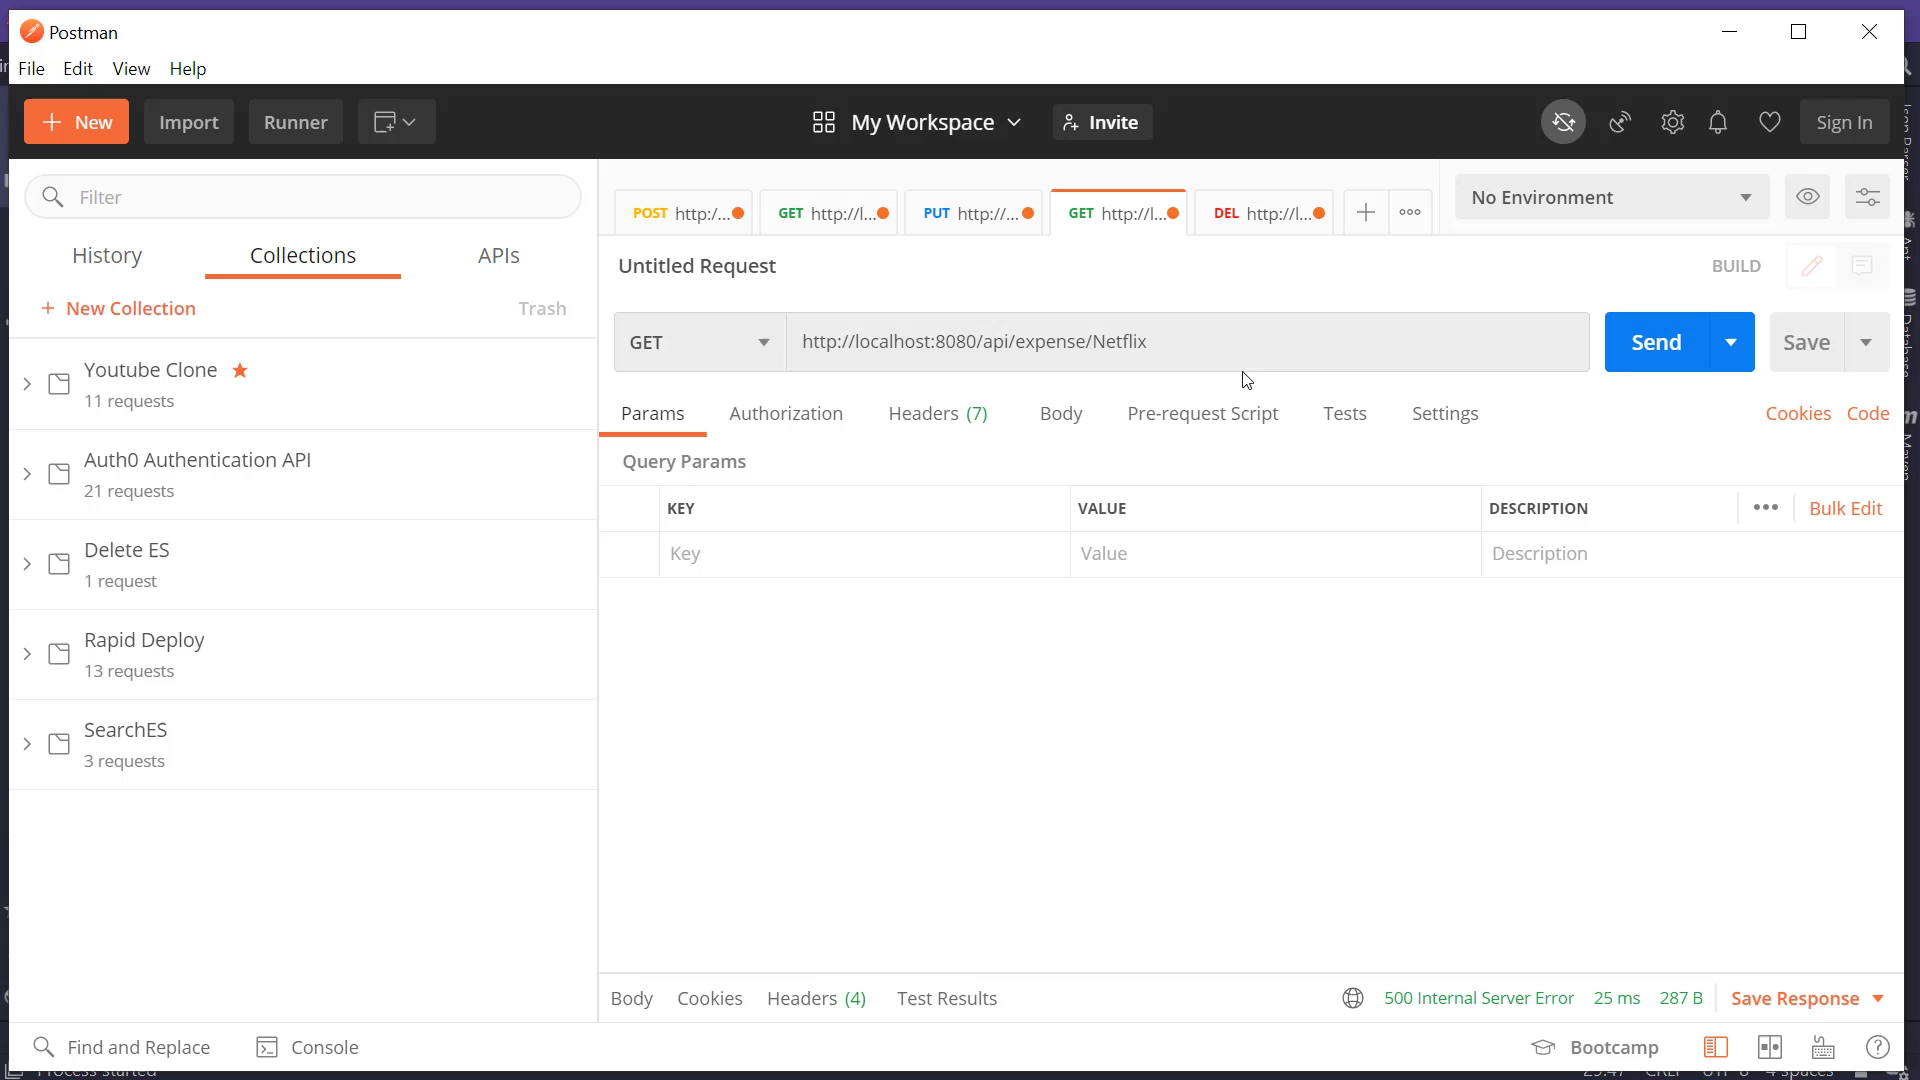 Postman
File Edit View Help
New Import Runner My Workspace Invite Sign In
Filter
POST http:/... GET http://l... PUT http://... GET http://l... DEL http://l... No Environment
History Collections APIs
Untitled Request BUILD
New Collection Trash
GET http://localhost:8080/api/expense/Netflix Send Save
Youtube Clone
11 requests
Params Authorization Headers (7) Body Pre-request Script Tests Settings Cookies Code
Auth0 Authentication API
21 requests
Query Params
KEY VALUE DESCRIPTION Bulk Edit
Key Value Description
Delete ES
1 request
Rapid Deploy
13 requests
SearchES
3 requests
Body Cookies Headers (4) Test Results 500 Internal Server Error 25 ms 287 B Save Response
Find and Replace Console Bootcamp
Ant
Database
Maven